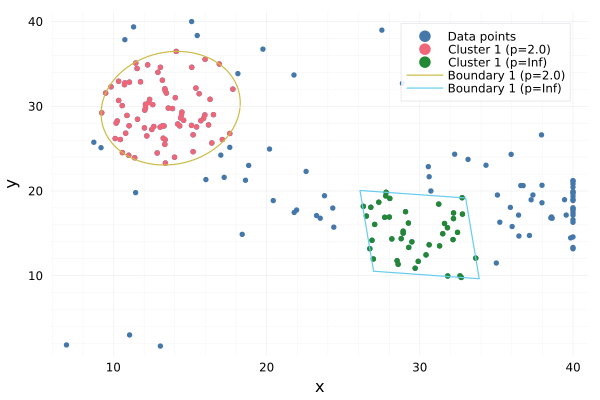 40
30
20
10
y
10
20
30
40
x
Data points
Cluster 1 (p=2.0)
Cluster 1 (p=Inf)
Boundary 1 (p=2.0)
Boundary 1 (p=Inf)